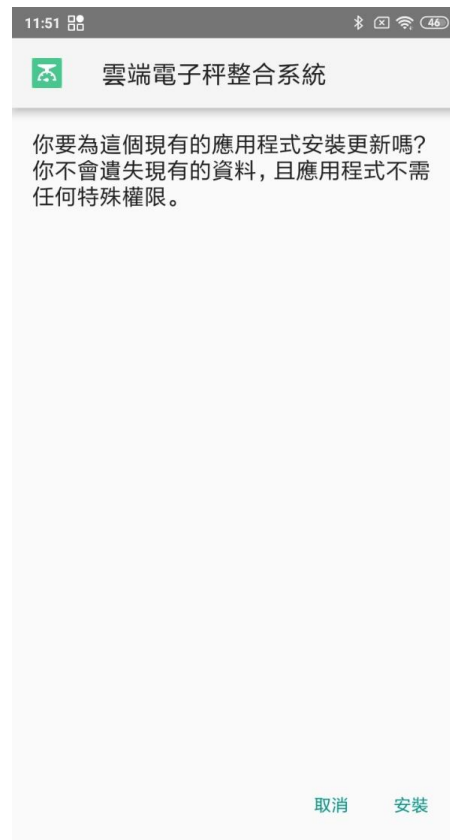 11:51
46
雲端電子秤整合系統
你要為這個現有的應用程式安裝更新嗎?
你不會遺失現有的資料，且應用程式不需
任何特殊權限。
取消 安裝